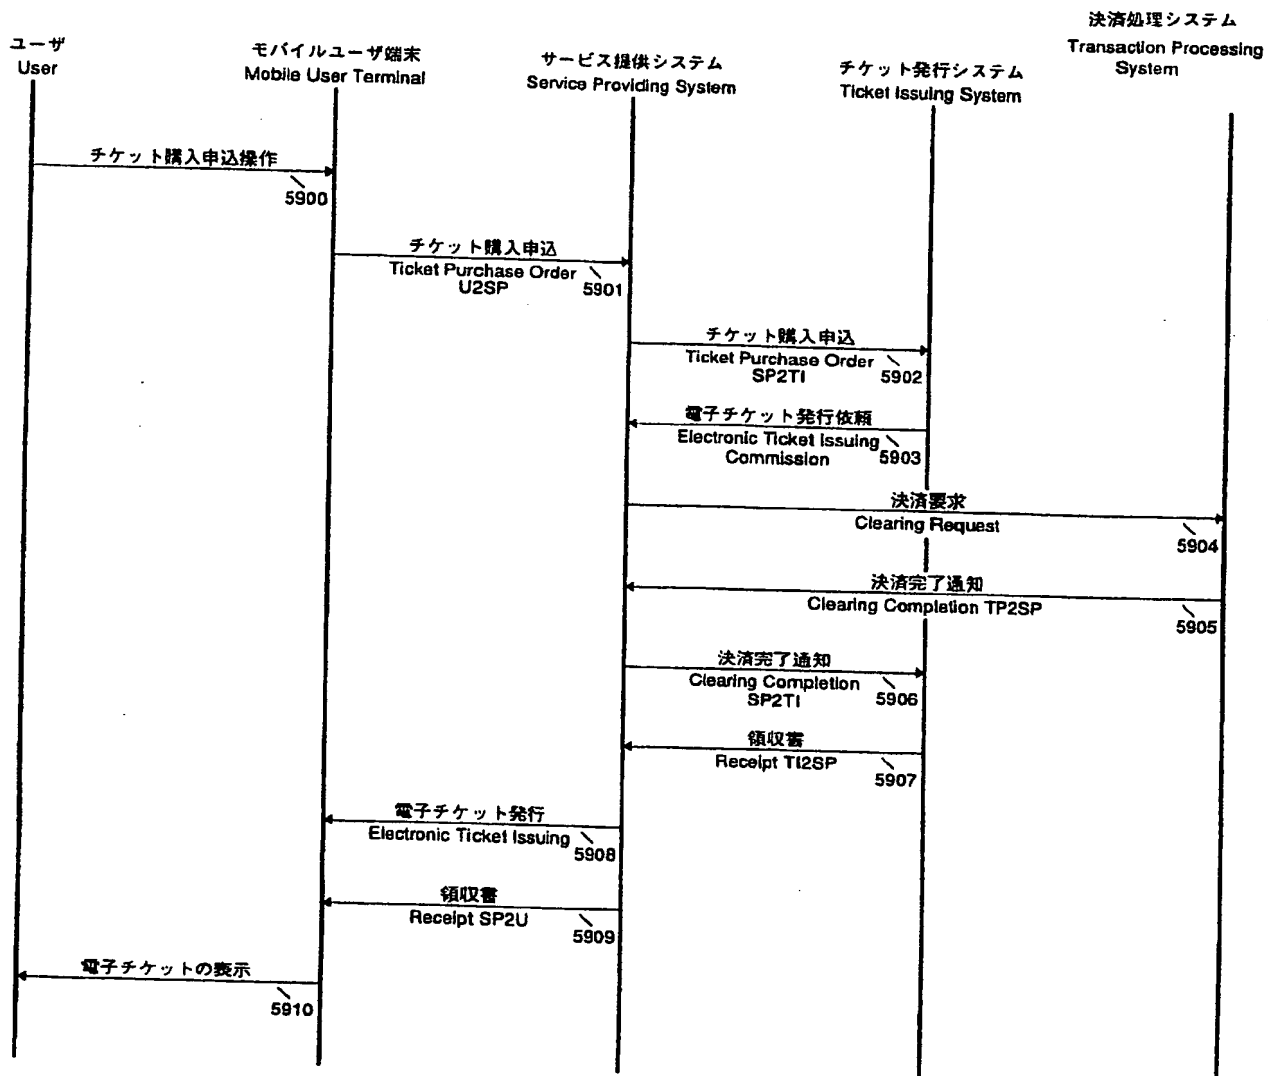 ユーザ
User
モバイルユーザ端末
Mobile User Terminal
サービス提供システム
Service Providing System
チケット発行システム
Ticket Issuing System
決済処理システム
Transaction Processing
System
チケット購入申込操作
5900
チケット購入申込
Ticket Purchase Order
U2SP
5901
チケット購入申込
Ticket Purchase Order
SP2TI
5902
電子チケット発行依頼
Electronic Ticket Issuing
Commission
5903
決済要求
Clearing Request
5904
決済完了通知
Clearing Completion TP2SP
5905
決済完了通知
Clearing Completion
SP2TI
5906
領収書
Receipt TI2SP
5907
電子チケット発行
Electronic Ticket Issuing
5908
領収書
Receipt SP2U
5909
電子チケットの表示
5910